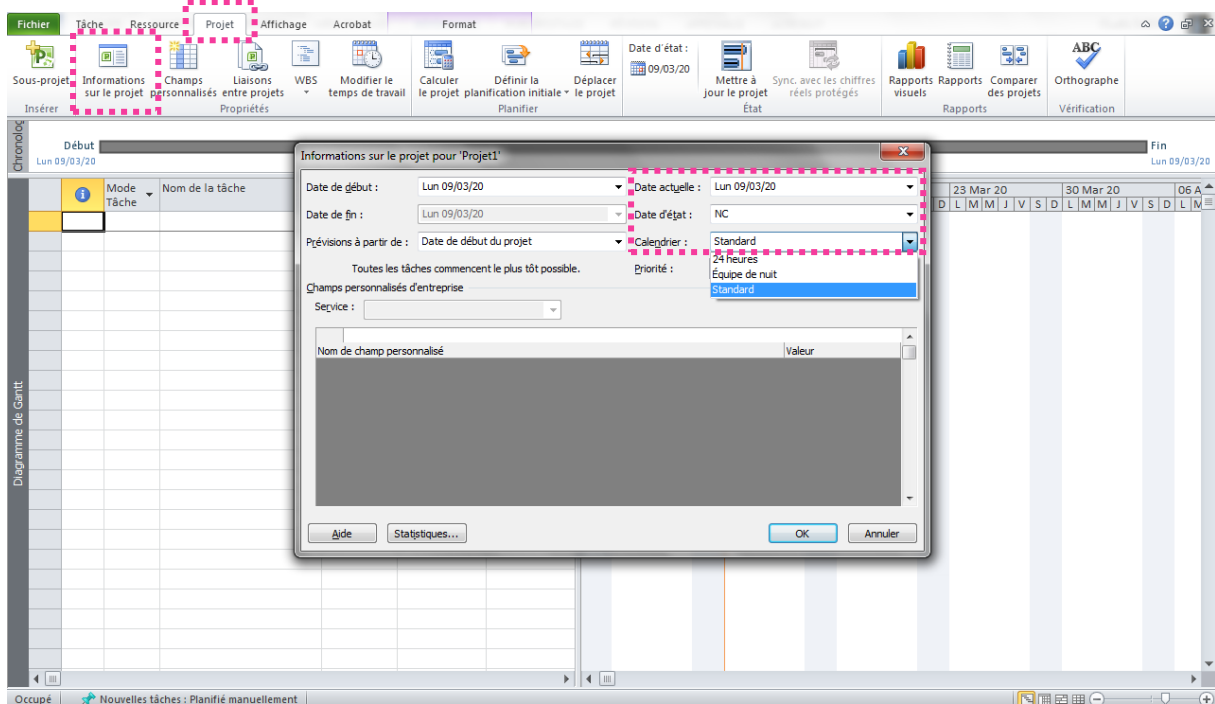 Fichier Tâche Ressource Projet Affichage Acrobat Format
Sous-projet
Informations sur le projet
Champs personnalisés
Liaisons entre projets
WBS
Modifier le temps de travail
Calculer le projet
Définir la planification initiale
Déplacer le projet
Date d'état :
09/03/20
Mettre à jour le projet
Sync. avec les chiffres réels protégés
Rapports visuels
Rapports
Comparer des projets
ABC
Orthographe
Insérer Propriétés Planifier État Rapports Vérification
Chronolog
Début
Lun 09/03/20
Fin
Lun 09/03/20
Mode Tâche
Nom de la tâche
23 Mar 20 30 Mar 20 06 A
D L M M J V S D L M M J V S D L M
Diagramme de Gantt
Informations sur le projet pour 'Projet1'
Date de début : Lun 09/03/20 Date actuelle : Lun 09/03/20
Date de fin : Lun 09/03/20 Date d'état : NC
Prévisions à partir de : Date de début du projet Calendrier : Standard
24 heures
Équipe de nuit
Standard
Toutes les tâches commencent le plus tôt possible. Priorité :
Champs personnalisés d'entreprise
Service :
Nom de champ personnalisé Valeur
Aide Statistiques... OK Annuler
Occupé Nouvelles tâches : Planifié manuellement